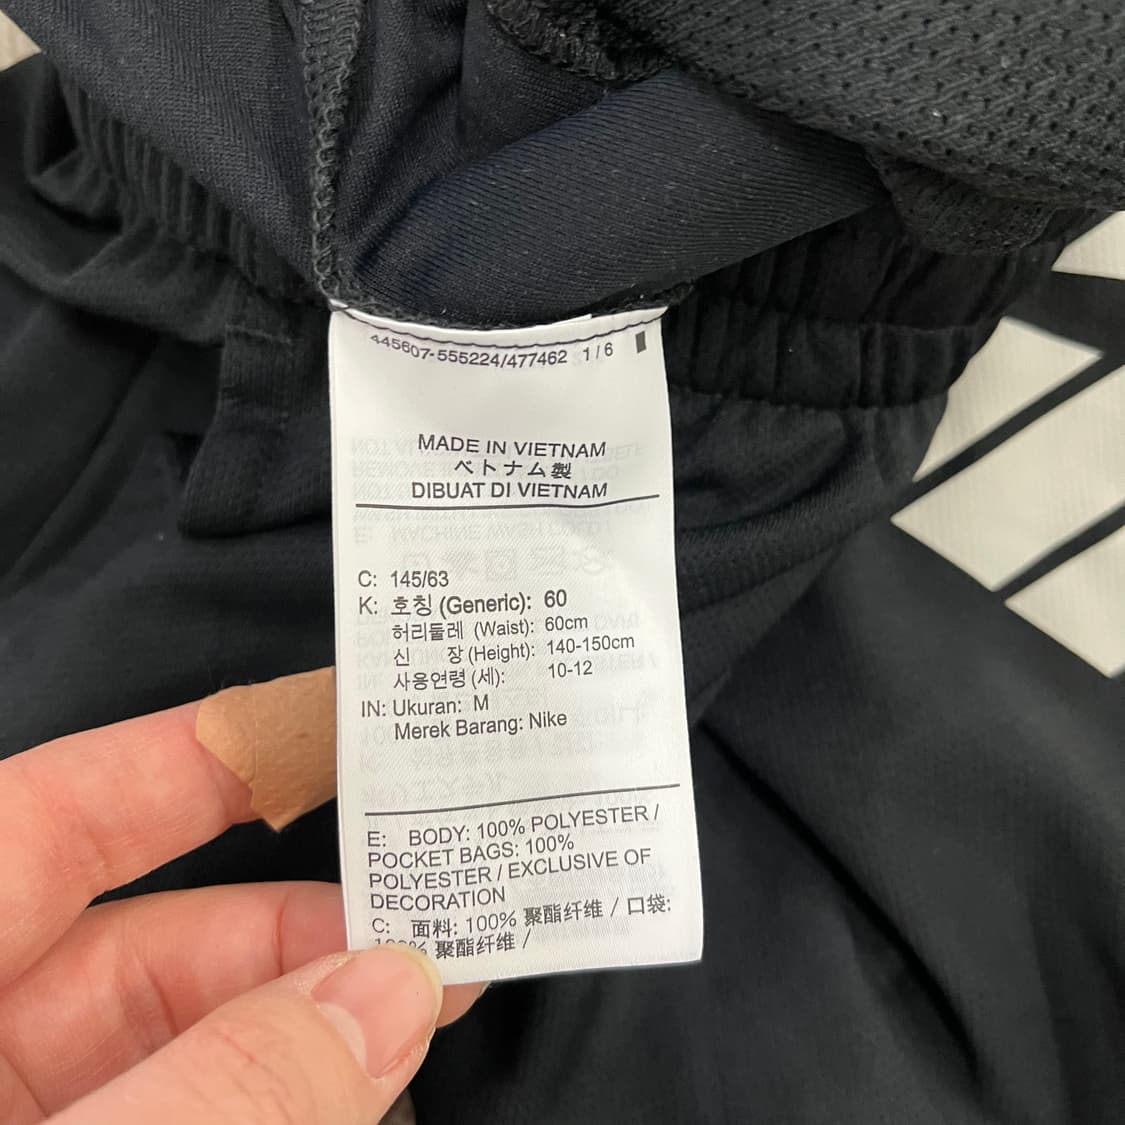 445607-555224/477462 1/6
MADE IN VIETNAM
ベトナム製
DIBUAT DI VIETNAM
C: 145/63
K: 호칭 (Generic): 60
허리둘레 (Waist): 60cm
신 장 (Height): 140-150cm
사용연령 (세): 10-12
IN: Ukuran: M
Merek Barang: Nike
E: BODY: 100% POLYESTER /
POCKET BAGS: 100%
POLYESTER / EXCLUSIVE OF
DECORATION
C: 面料: 100% 聚酯纤维 / 口袋:
100% 聚酯纤维 /